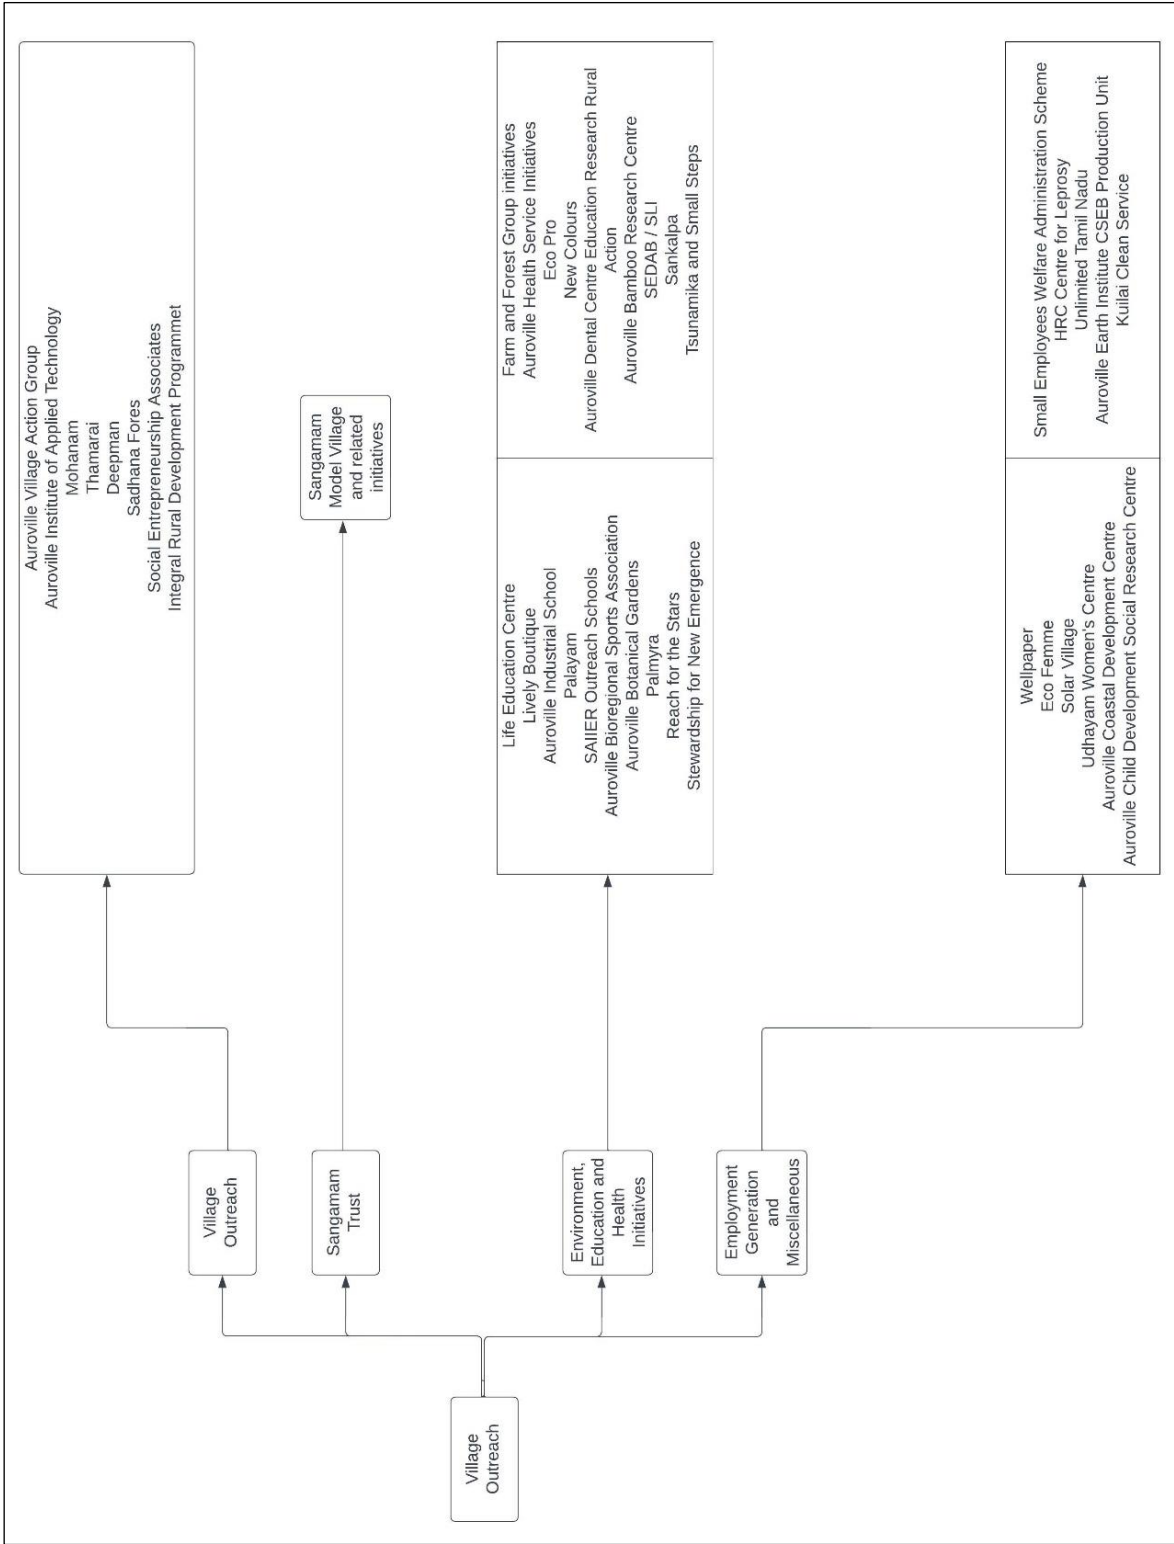 Village
Outreach
Village
Outreach
Sangamam
Trust
Environment,
Education and
Health
Initiatives
Employment
Generation
and
Miscellaneous
Auroville Village Action Group
Auroville Institute of Applied Technology
Mohanam
Thamarai
Deepman
Sadhana Fores
Social Entrepreneurship Associates
Integral Rural Development Programmet
Sangamam
Model Village
and related
initiatives
Life Education Centre
Lively Boutique
Auroville Industrial School
Palayam
SAIIER Outreach Schools
Auroville Bioregional Sports Association
Auroville Botanical Gardens
Palmyra
Reach for the Stars
Stewardship for New Emergence
Farm and Forest Group initiatives
Auroville Health Service Initiatives
Eco Pro
New Colours
Auroville Dental Centre Education Research Rural
Action
Auroville Bamboo Research Centre
SEDAB / SLI
Sankalpa
Tsunamika and Small Steps
Wellpaper
Eco Femme
Solar Village
Udhayam Women's Centre
Auroville Coastal Development Centre
Auroville Child Development Social Research Centre
Small Employees Welfare Administration Scheme
HRC Centre for Leprosy
Unlimited Tamil Nadu
Auroville Earth Institute CSEB Production Unit
Kuilai Clean Service